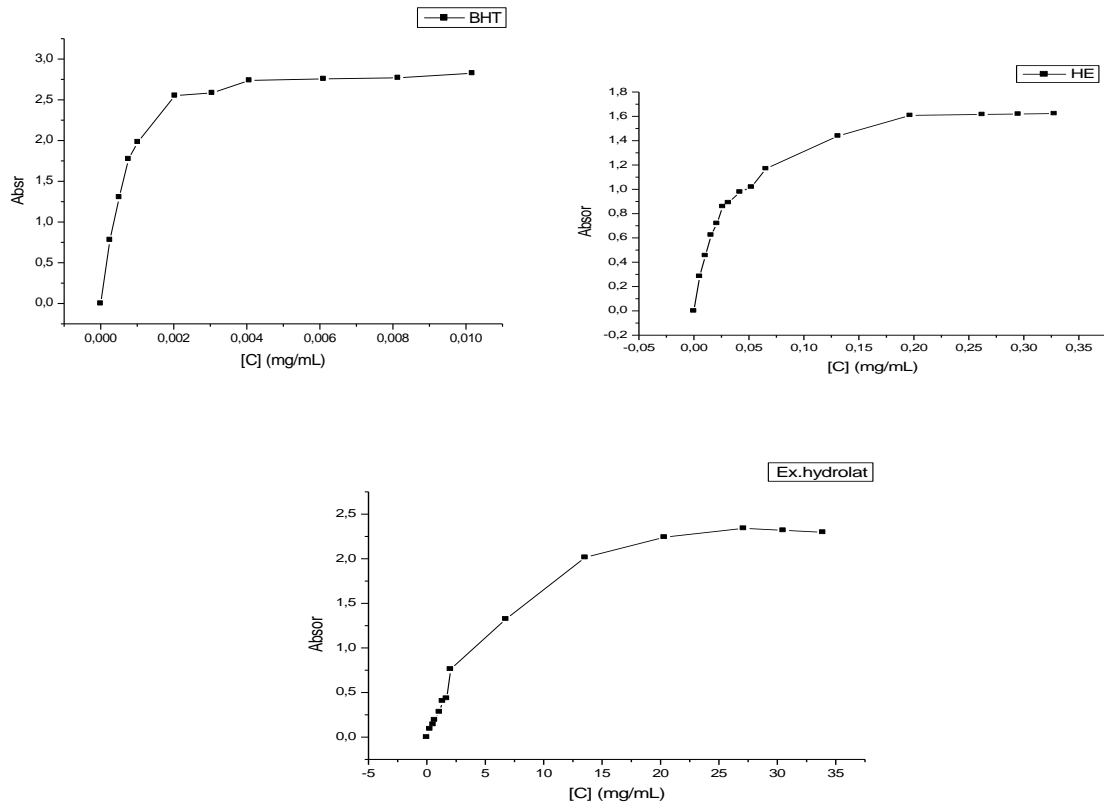 BHT
3,0
2,5
2,0
1,5
1,0
0,5
0,0
Absr
0,000 0,002 0,004 0,006 0,008 0,010
[C] (mg/mL)
HE
1,8
1,6
1,4
1,2
1,0
0,8
0,6
0,4
0,2
0,0
-0,2
Absor
-0,05 0,00 0,05 0,10 0,15 0,20 0,25 0,30 0,35
[C] (mg/mL)
Ex.hydrolat
2,5
2,0
1,5
1,0
0,5
0,0
Absor
-5 0 5 10 15 20 25 30 35
[C] (mg/mL)